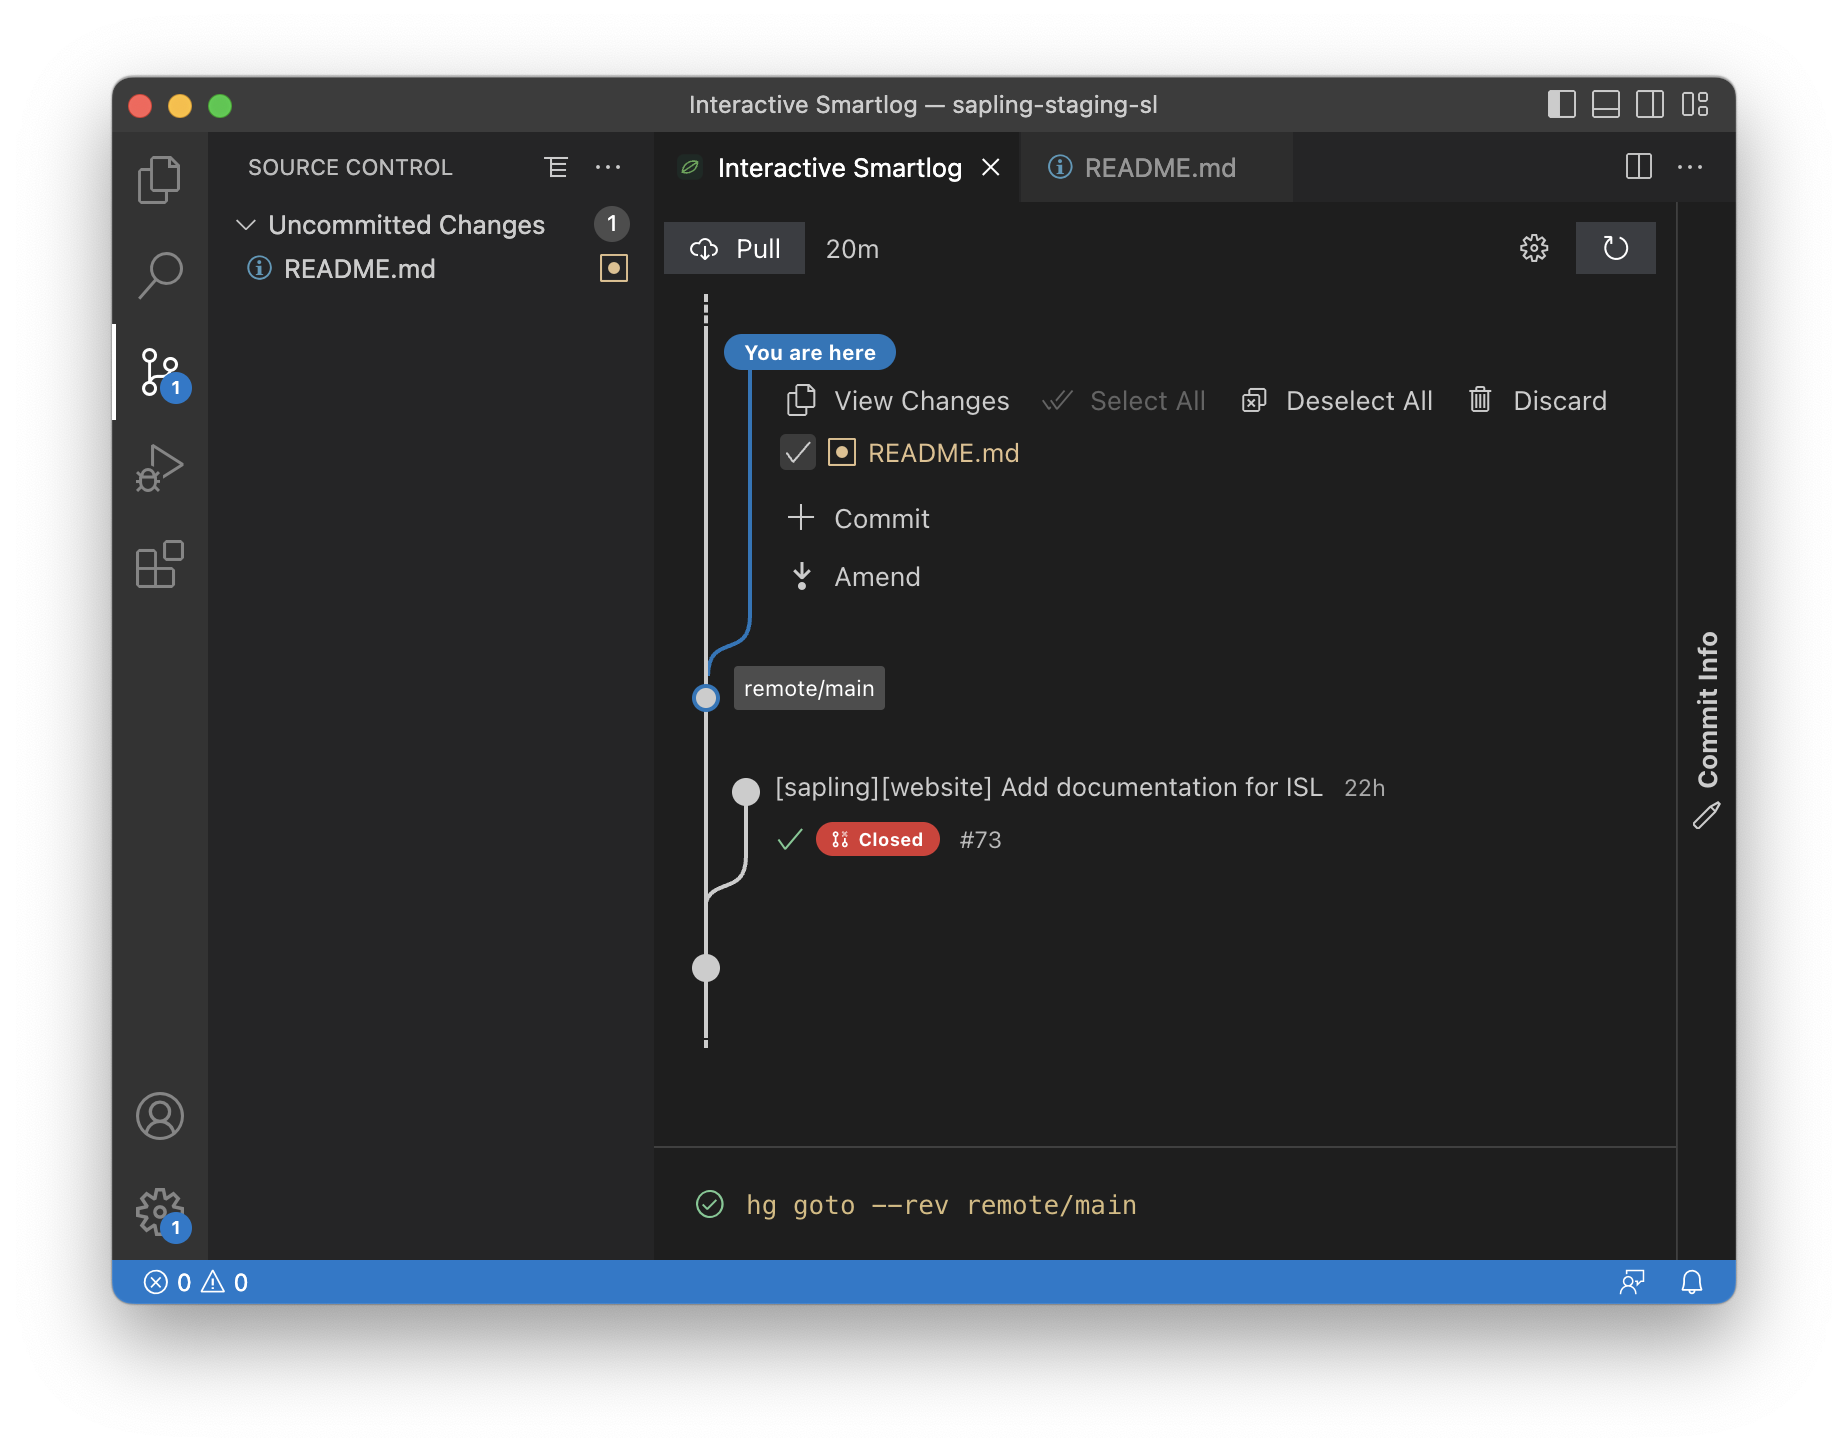 Interactive Smartlog — sapling-staging-sl
SOURCE CONTROL
Uncommitted Changes 1
README.md
1
1
Interactive Smartlog README.md
Pull 20m
You are here
View Changes Select All Deselect All Discard
README.md
Commit
Amend
remote/main
[sapling][website] Add documentation for ISL 22h
Closed #73
Commit Info
hg goto --rev remote/main
0 0